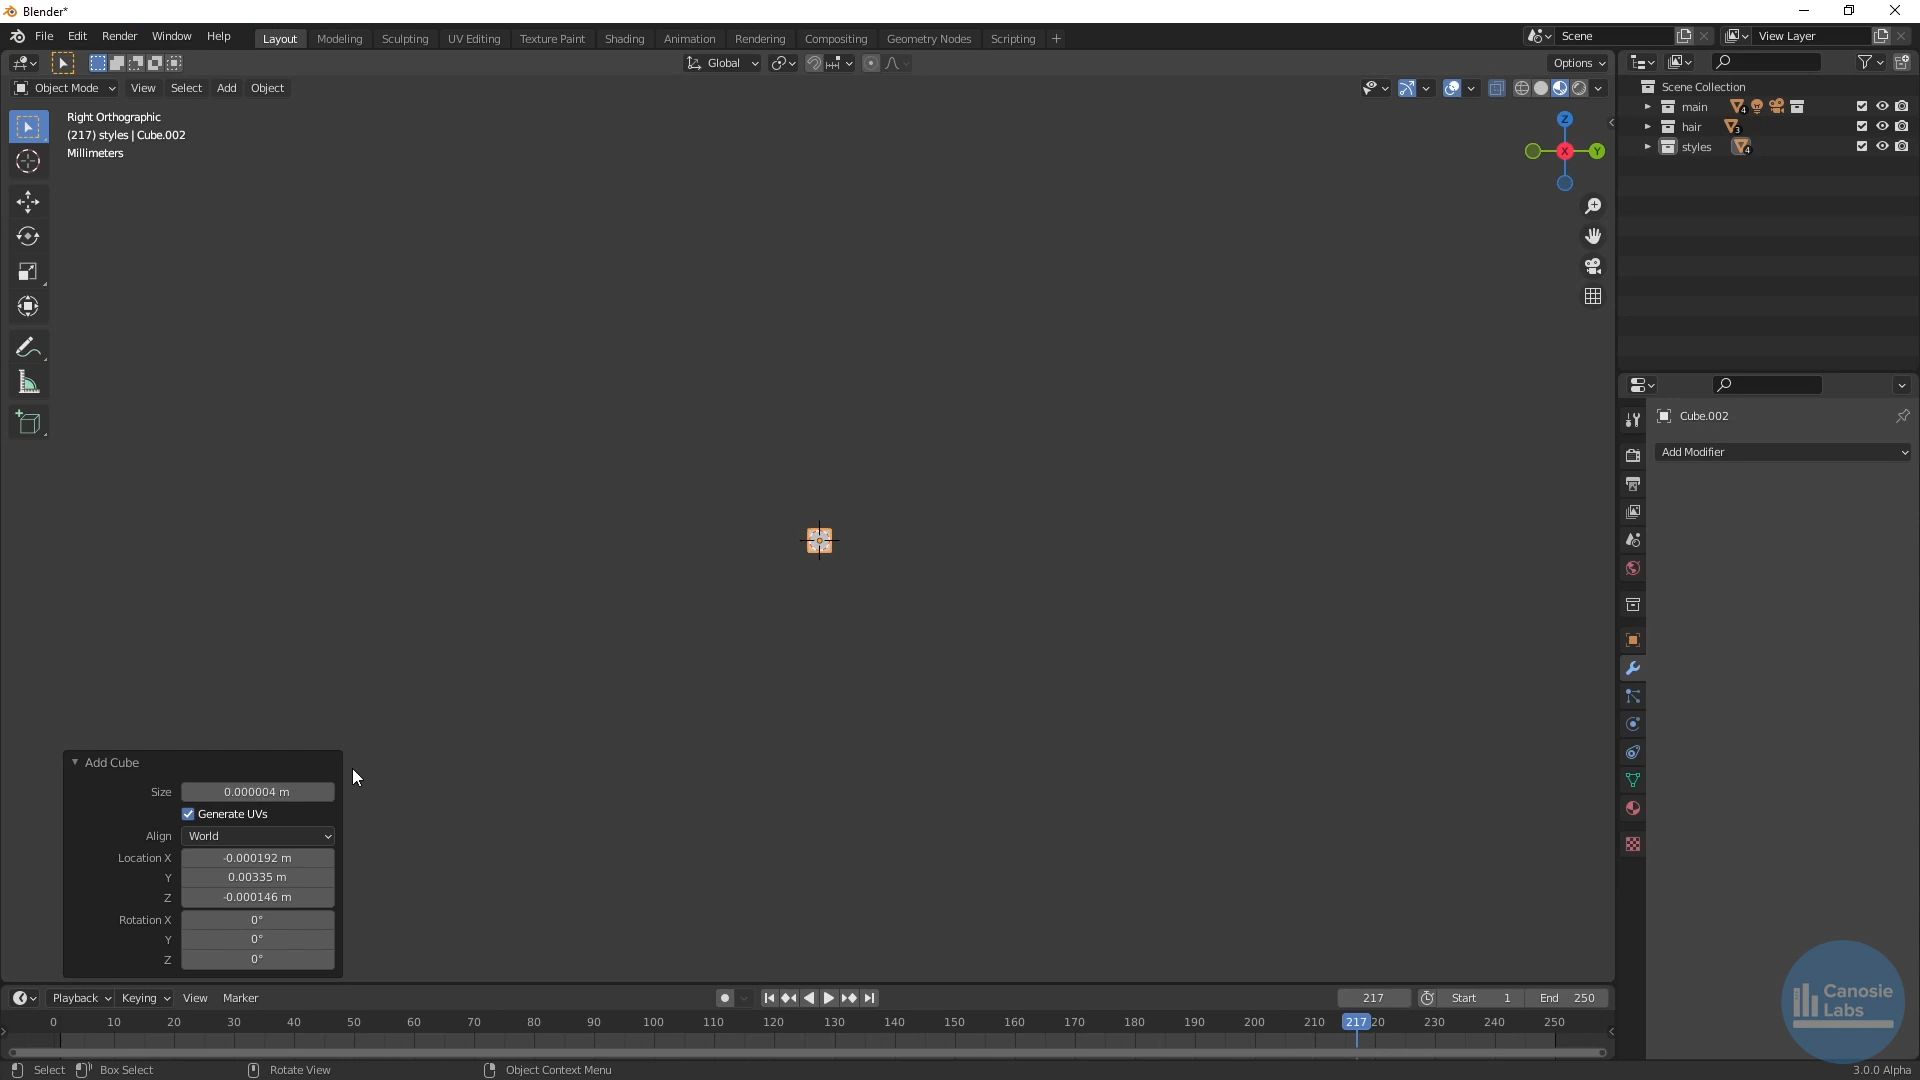 Blender*
File Edit Render Window Help Layout Modeling Sculpting UV Editing Texture Paint Shading Animation Rendering Compositing Geometry Nodes Scripting + Scene View Layer
Global Options
Object Mode View Select Add Object
Scene Collection
main 4
hair 3
styles 4
Right Orthographic
(217) styles | Cube.002
Millimeters
Z
X Y
Cube.002
Add Modifier
Add Cube
Size 0.000004 m
Generate UVs
Align World
Location X -0.000192 m
Y 0.00335 m
Z -0.000146 m
Rotation X 0°
Y 0°
Z 0°
Playback Keying View Marker 217 Start 1 End 250
0 10 20 30 40 50 60 70 80 90 100 110 120 130 140 150 160 170 180 190 200 210 217 20 230 240 250
Select Box Select Rotate View Object Context Menu 3.0.0 Alpha
Canosie
Labs